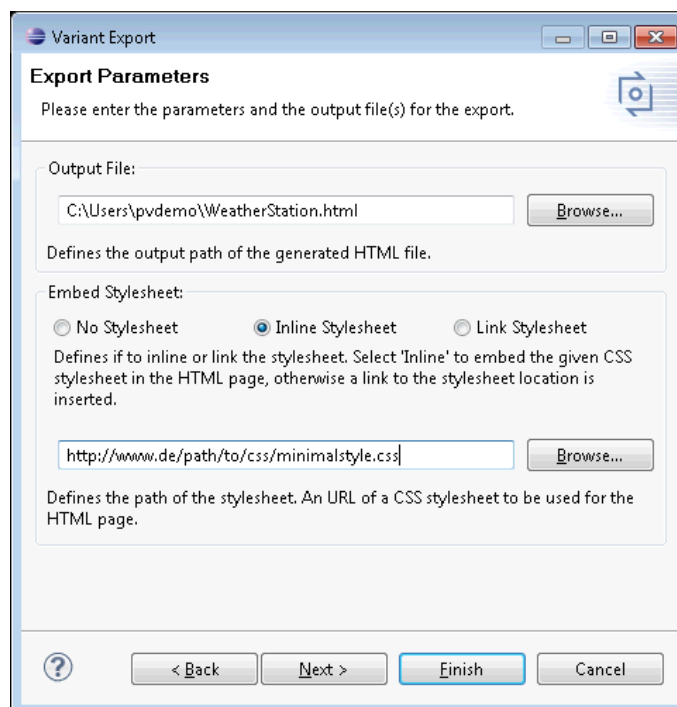 Variant Export
Export Parameters
Please enter the parameters and the output file(s) for the export.
Output File:
C:\Users\pvdemo\WeatherStation.html
Browse...
Defines the output path of the generated HTML file.
Embed Stylesheet:
No Stylesheet
Inline Stylesheet
Link Stylesheet
Defines if to inline or link the stylesheet. Select 'Inline' to embed the given CSS
stylesheet in the HTML page, otherwise a link to the stylesheet location is
inserted.
http://www.de/path/to/css/minimalstyle.css
Browse...
Defines the path of the stylesheet. An URL of a CSS stylesheet to be used for the
HTML page.
?
< Back
Next >
Finish
Cancel